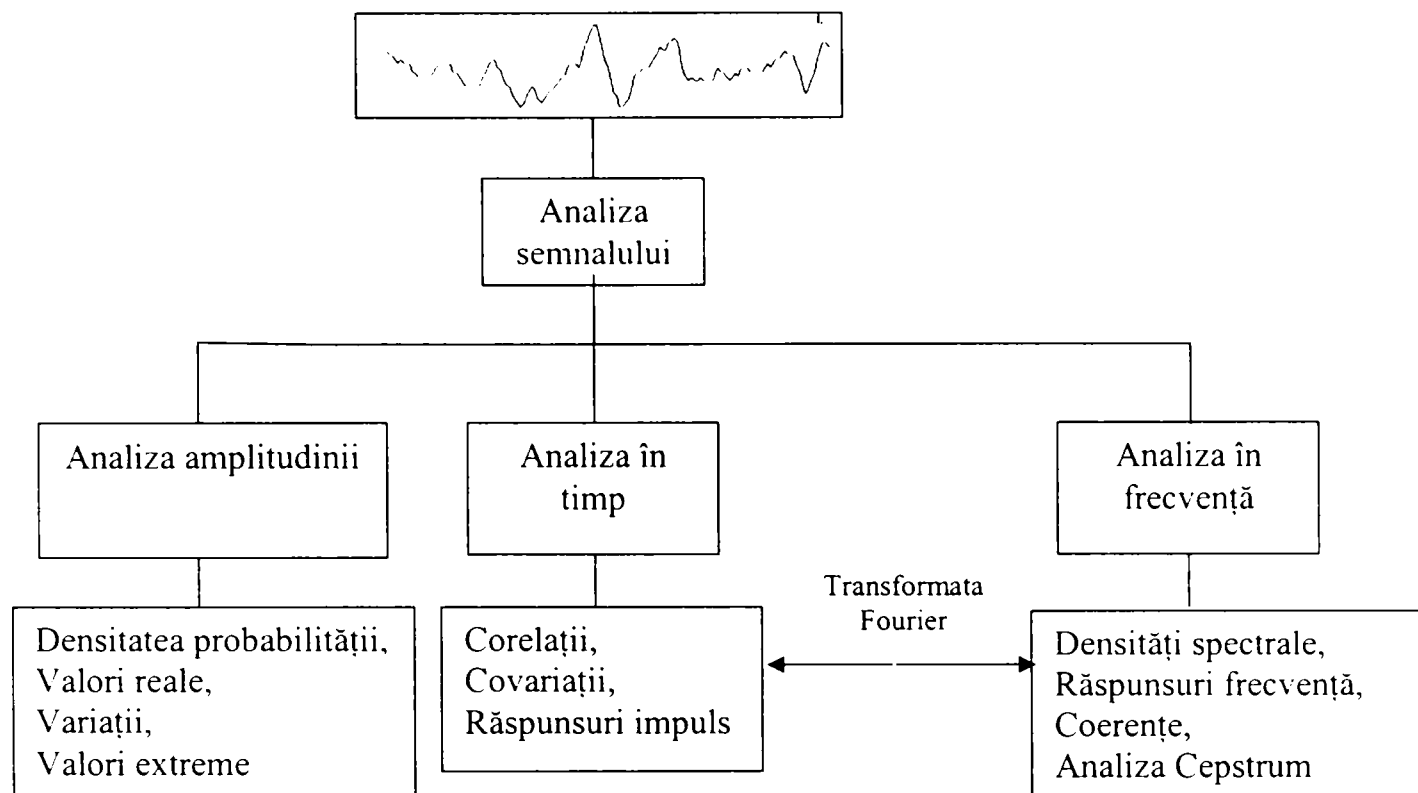 Analiza
semnalului
Analiza amplitudinii
Analiza în
timp
Analiza în
frecvență
Transformata
Fourier
Densitatea probabilității,
Valori reale,
Variații,
Valori extreme
Corelații,
Covariații,
Răspunsuri impuls
Densități spectrale,
Răspunsuri frecvență,
Coerențe,
Analiza Cepstrum